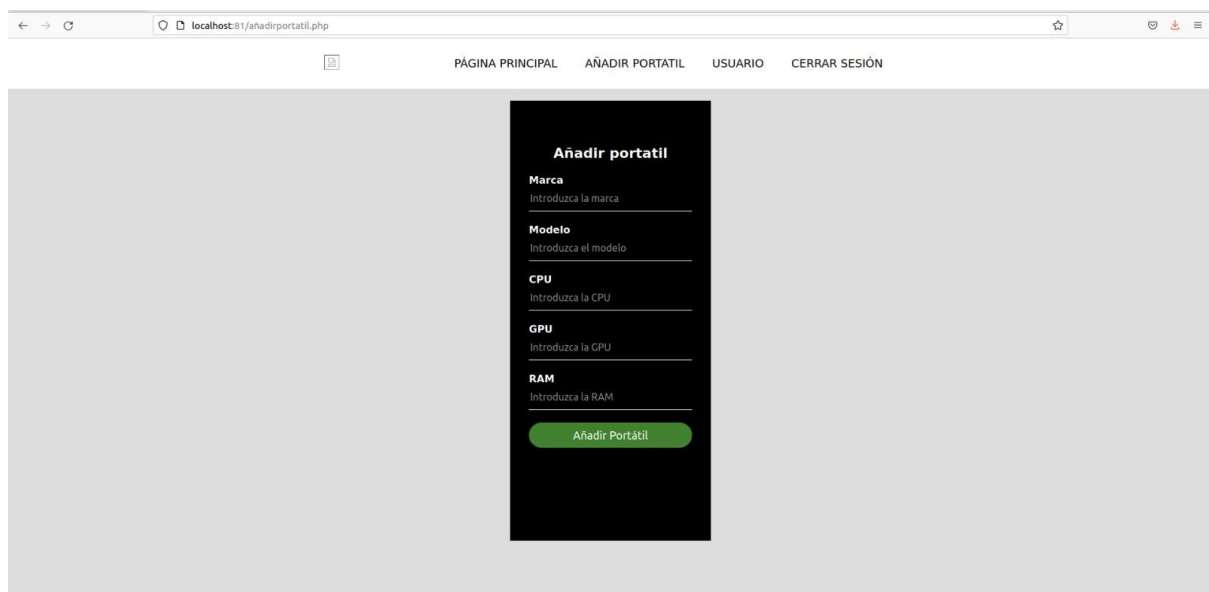 localhost:81/añadirportatil.php
PÁGINA PRINCIPAL AÑADIR PORTATIL USUARIO CERRAR SESIÓN
Añadir portatil
Marca
Introduzca la marca
Modelo
Introduzca el modelo
CPU
Introduzca la CPU
GPU
Introduzca la GPU
RAM
Introduzca la RAM
Añadir Portátil